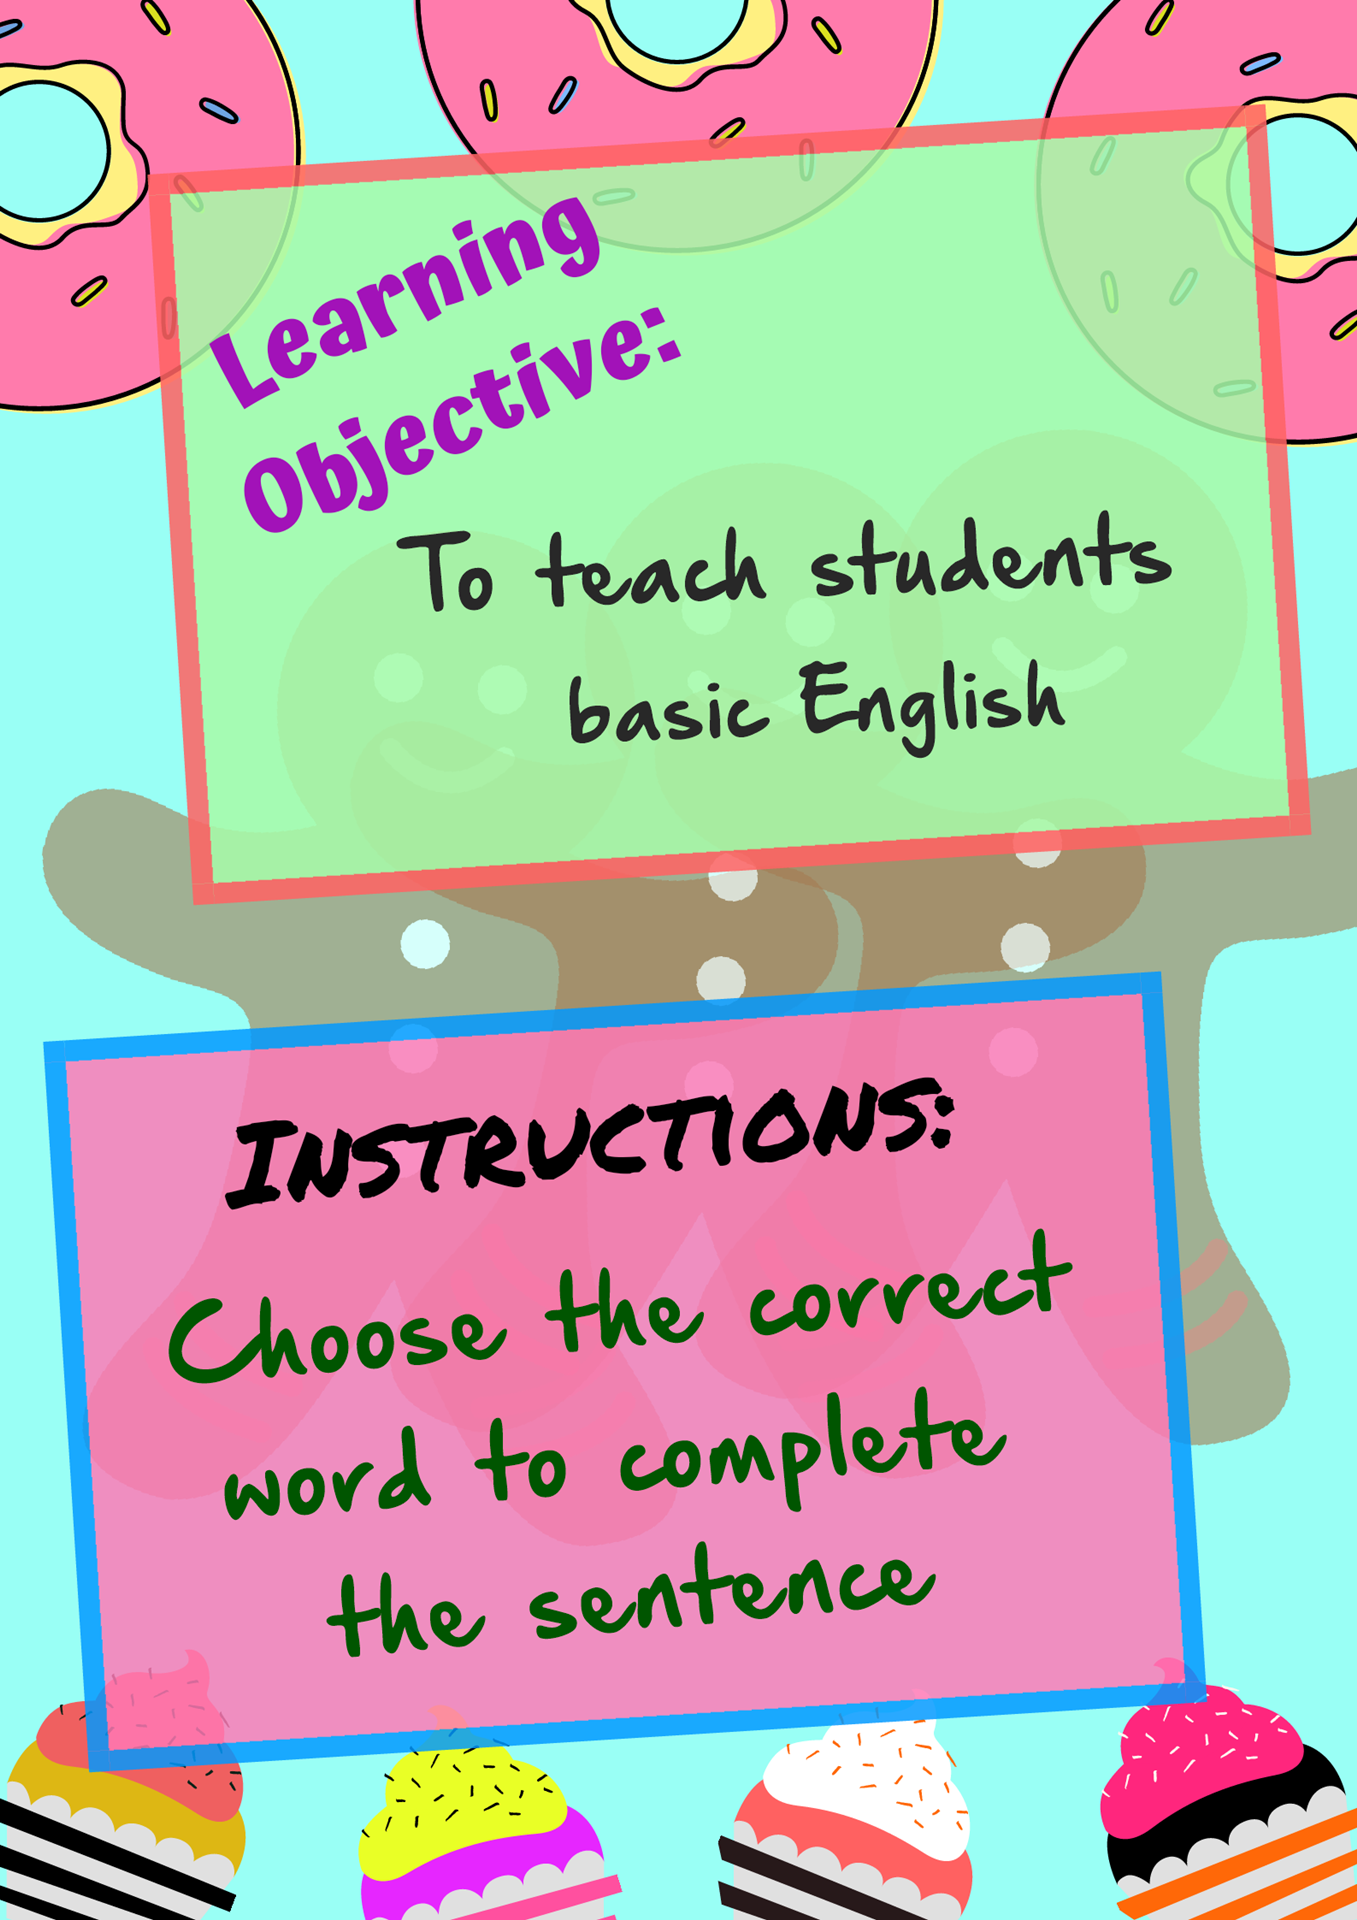 Learning
Objective:
To teach students
basic English
INSTRUCTIONS:
Choose the correct
word to complete
the sentence